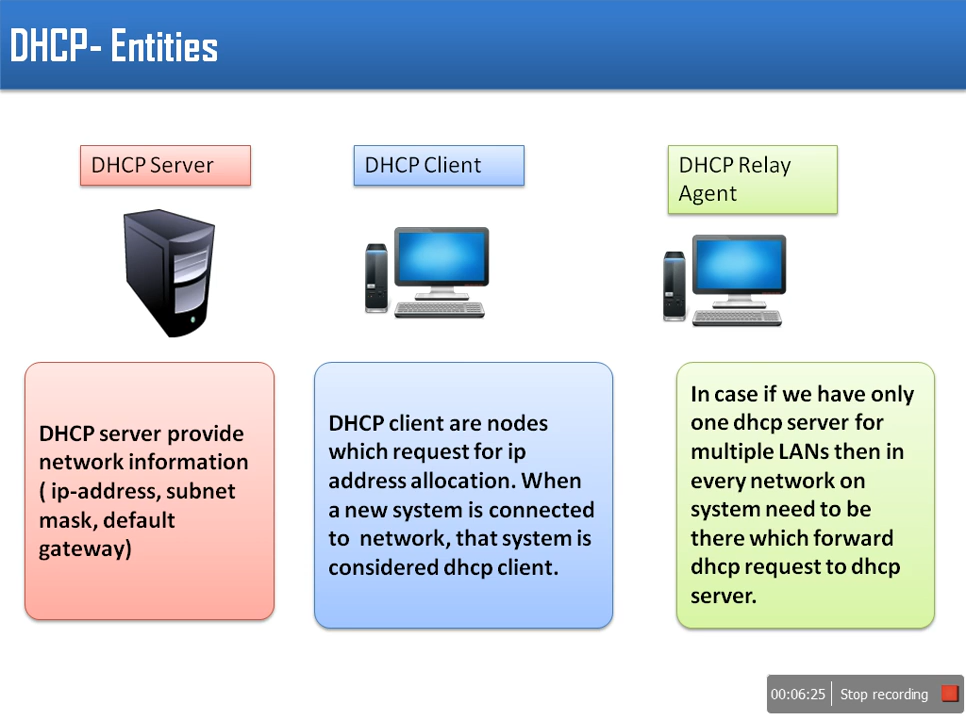 DHCP- Entities
DHCP Server
DHCP Client
DHCP Relay
Agent
DHCP server provide
network information
( ip-address, subnet
mask, default
gateway)
DHCP client are nodes
which request for ip
address allocation. When
a new system is connected
to  network, that system is
considered dhcp client.
In case if we have only
one dhcp server for
multiple LANs then in
every network on
system need to be
there which forward
dhcp request to dhcp
server.
00:06:25 Stop recording